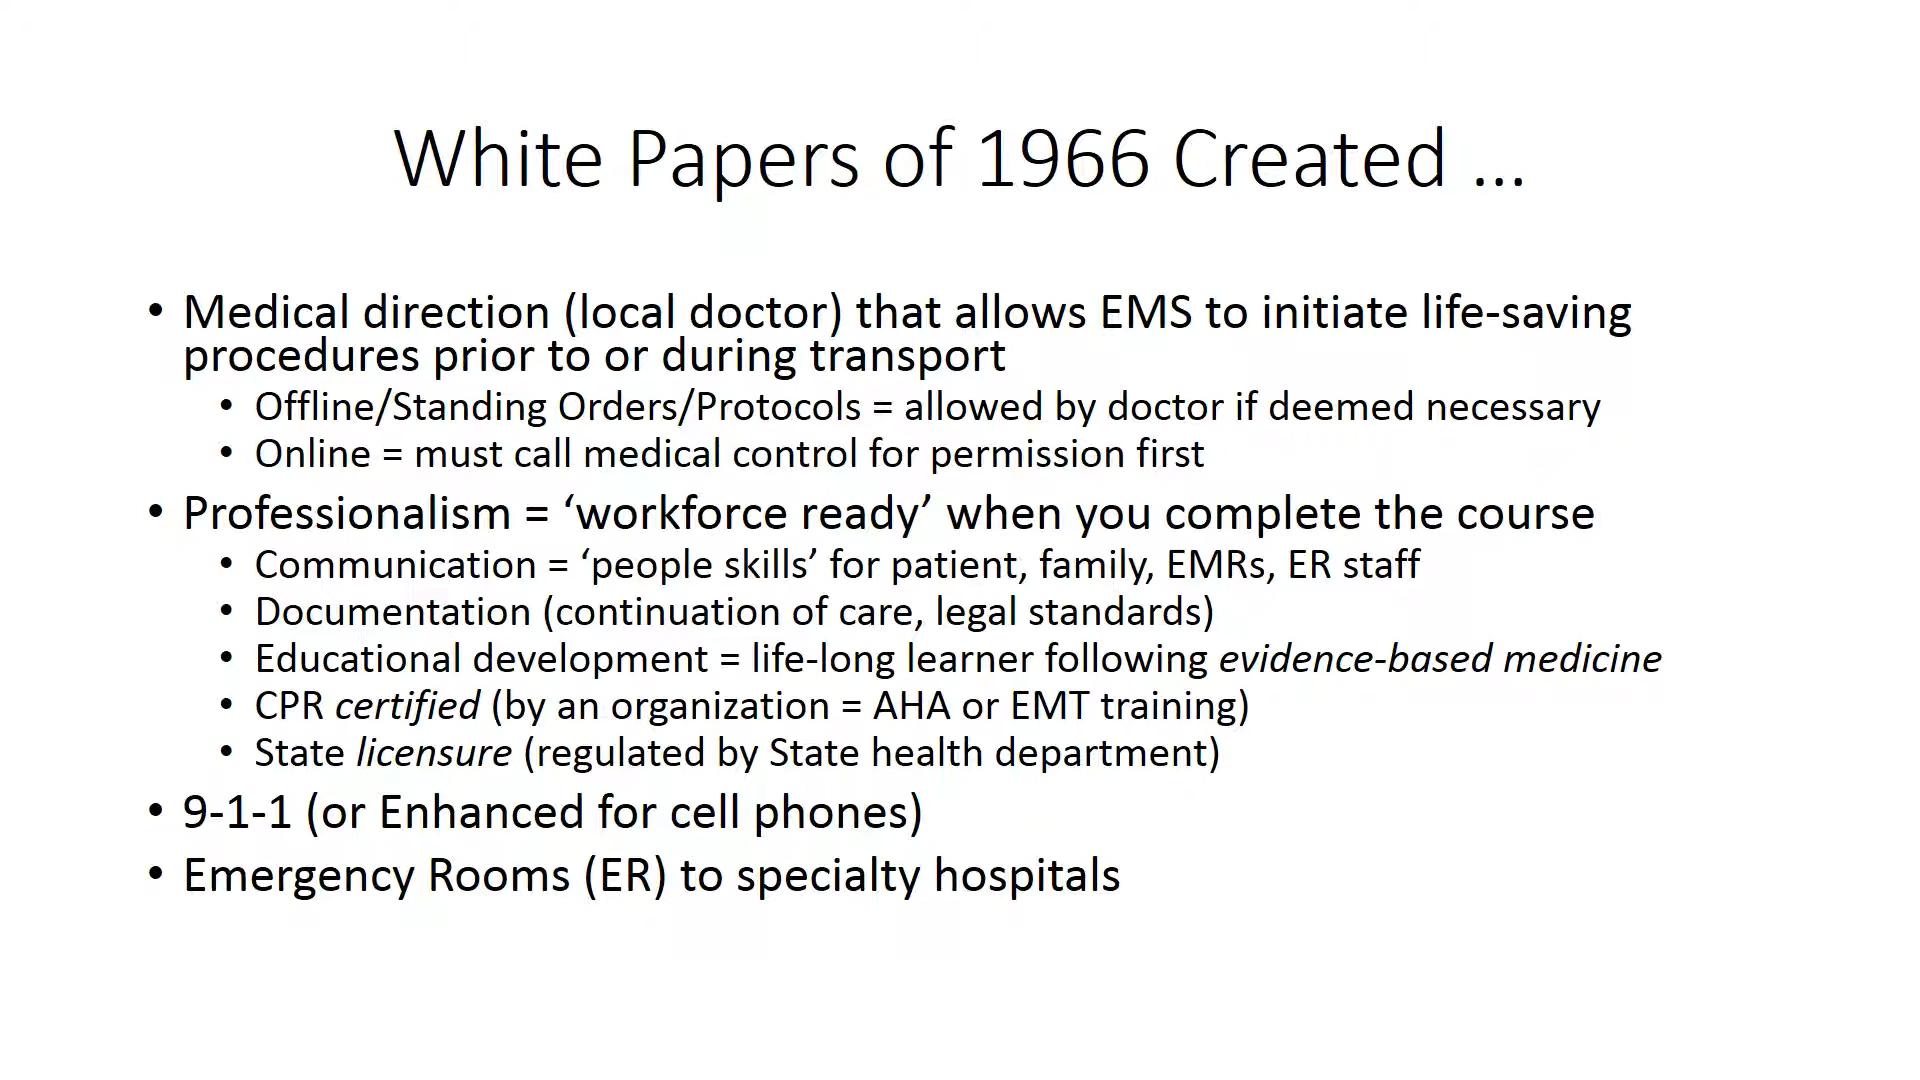 White Papers of 1966 Created ...
• Medical direction (local doctor) that allows EMS to initiate life-saving
procedures prior to or during transport
• Offline/Standing Orders/Protocols = allowed by doctor if deemed necessary
• Online = must call medical control for permission first
• Professionalism = ‘workforce ready’ when you complete the course
• Communication = ‘people skills’ for patient, family, EMRs, ER staff
• Documentation (continuation of care, legal standards)
• Educational development = life-long learner following evidence-based medicine
• CPR certified (by an organization = AHA or EMT training)
• State licensure (regulated by State health department)
• 9-1-1 (or Enhanced for cell phones)
• Emergency Rooms (ER) to specialty hospitals